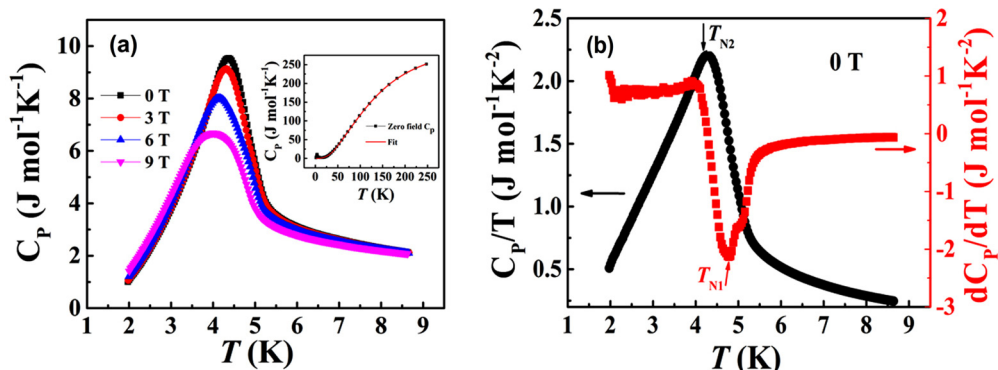 (a)
C_P (J mol⁻¹K⁻¹)
10
8
6
4
2
0
0 T
3 T
6 T
9 T
1 2 3 4 5 6 7 8 9
T (K)
C_P (J mol⁻¹K⁻¹)
250
200
150
100
50
0
Zero field C_p
Fit
0 50 100 150 200 250
T (K)
(b)
T_N2
0 T
C_P/T (J mol⁻¹K⁻²)
2.5
2.0
1.5
1.0
0.5
T_N1
1 2 3 4 5 6 7 8 9
T (K)
2
1
0
-1
-2
-3
dC_P/dT (J mol⁻¹K⁻²)